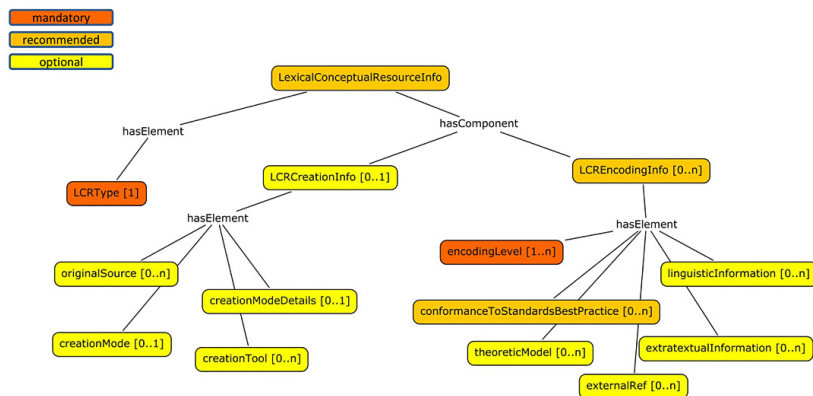 mandatory
recommended
optional
LexicalConceptualResourceInfo
hasElement
hasComponent
LCRType [1]
LCRCreationInfo [0..1]
LCREncodingInfo [0..n]
hasElement
hasElement
encodingLevel [1..n]
originalSource [0..n]
linguisticInformation [0..n]
creationModeDetails [0..1]
conformanceToStandardsBestPractice [0..n]
creationMode [0..1]
creationTool [0..n]
theoreticModel [0..n]
extratextualInformation [0..n]
externalRef [0..n]